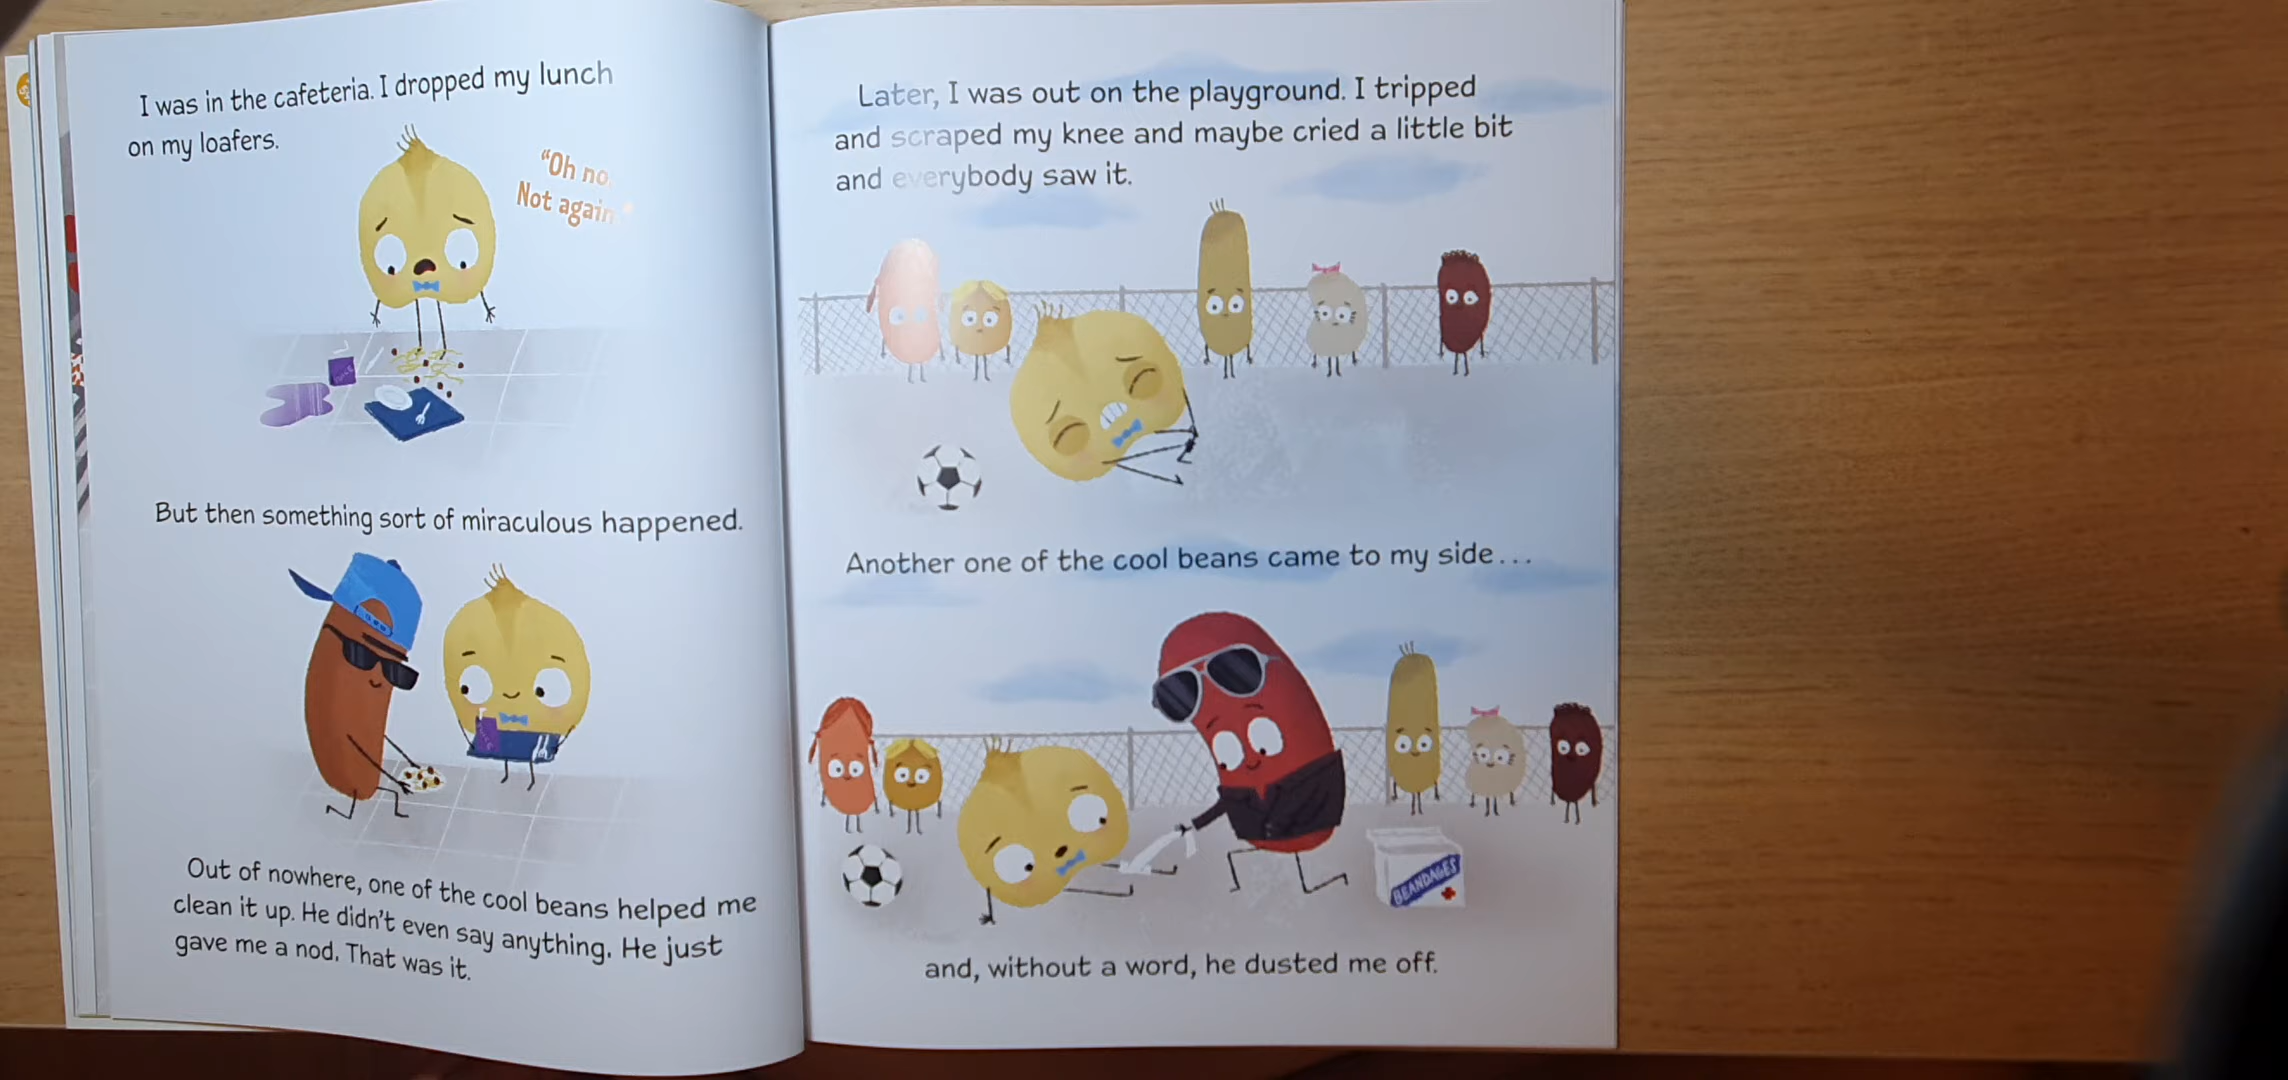 I was in the cafeteria. I dropped my lunch
on my loafers.
"Oh no.
Not again."
But then something sort of miraculous happened.
Out of nowhere, one of the cool beans helped me
clean it up. He didn't even say anything. He just
gave me a nod. That was it.
Later, I was out on the playground. I tripped
and scraped my knee and maybe cried a little bit
and everybody saw it.
Another one of the cool beans came to my side...
BEANDAGES
and, without a word, he dusted me off.